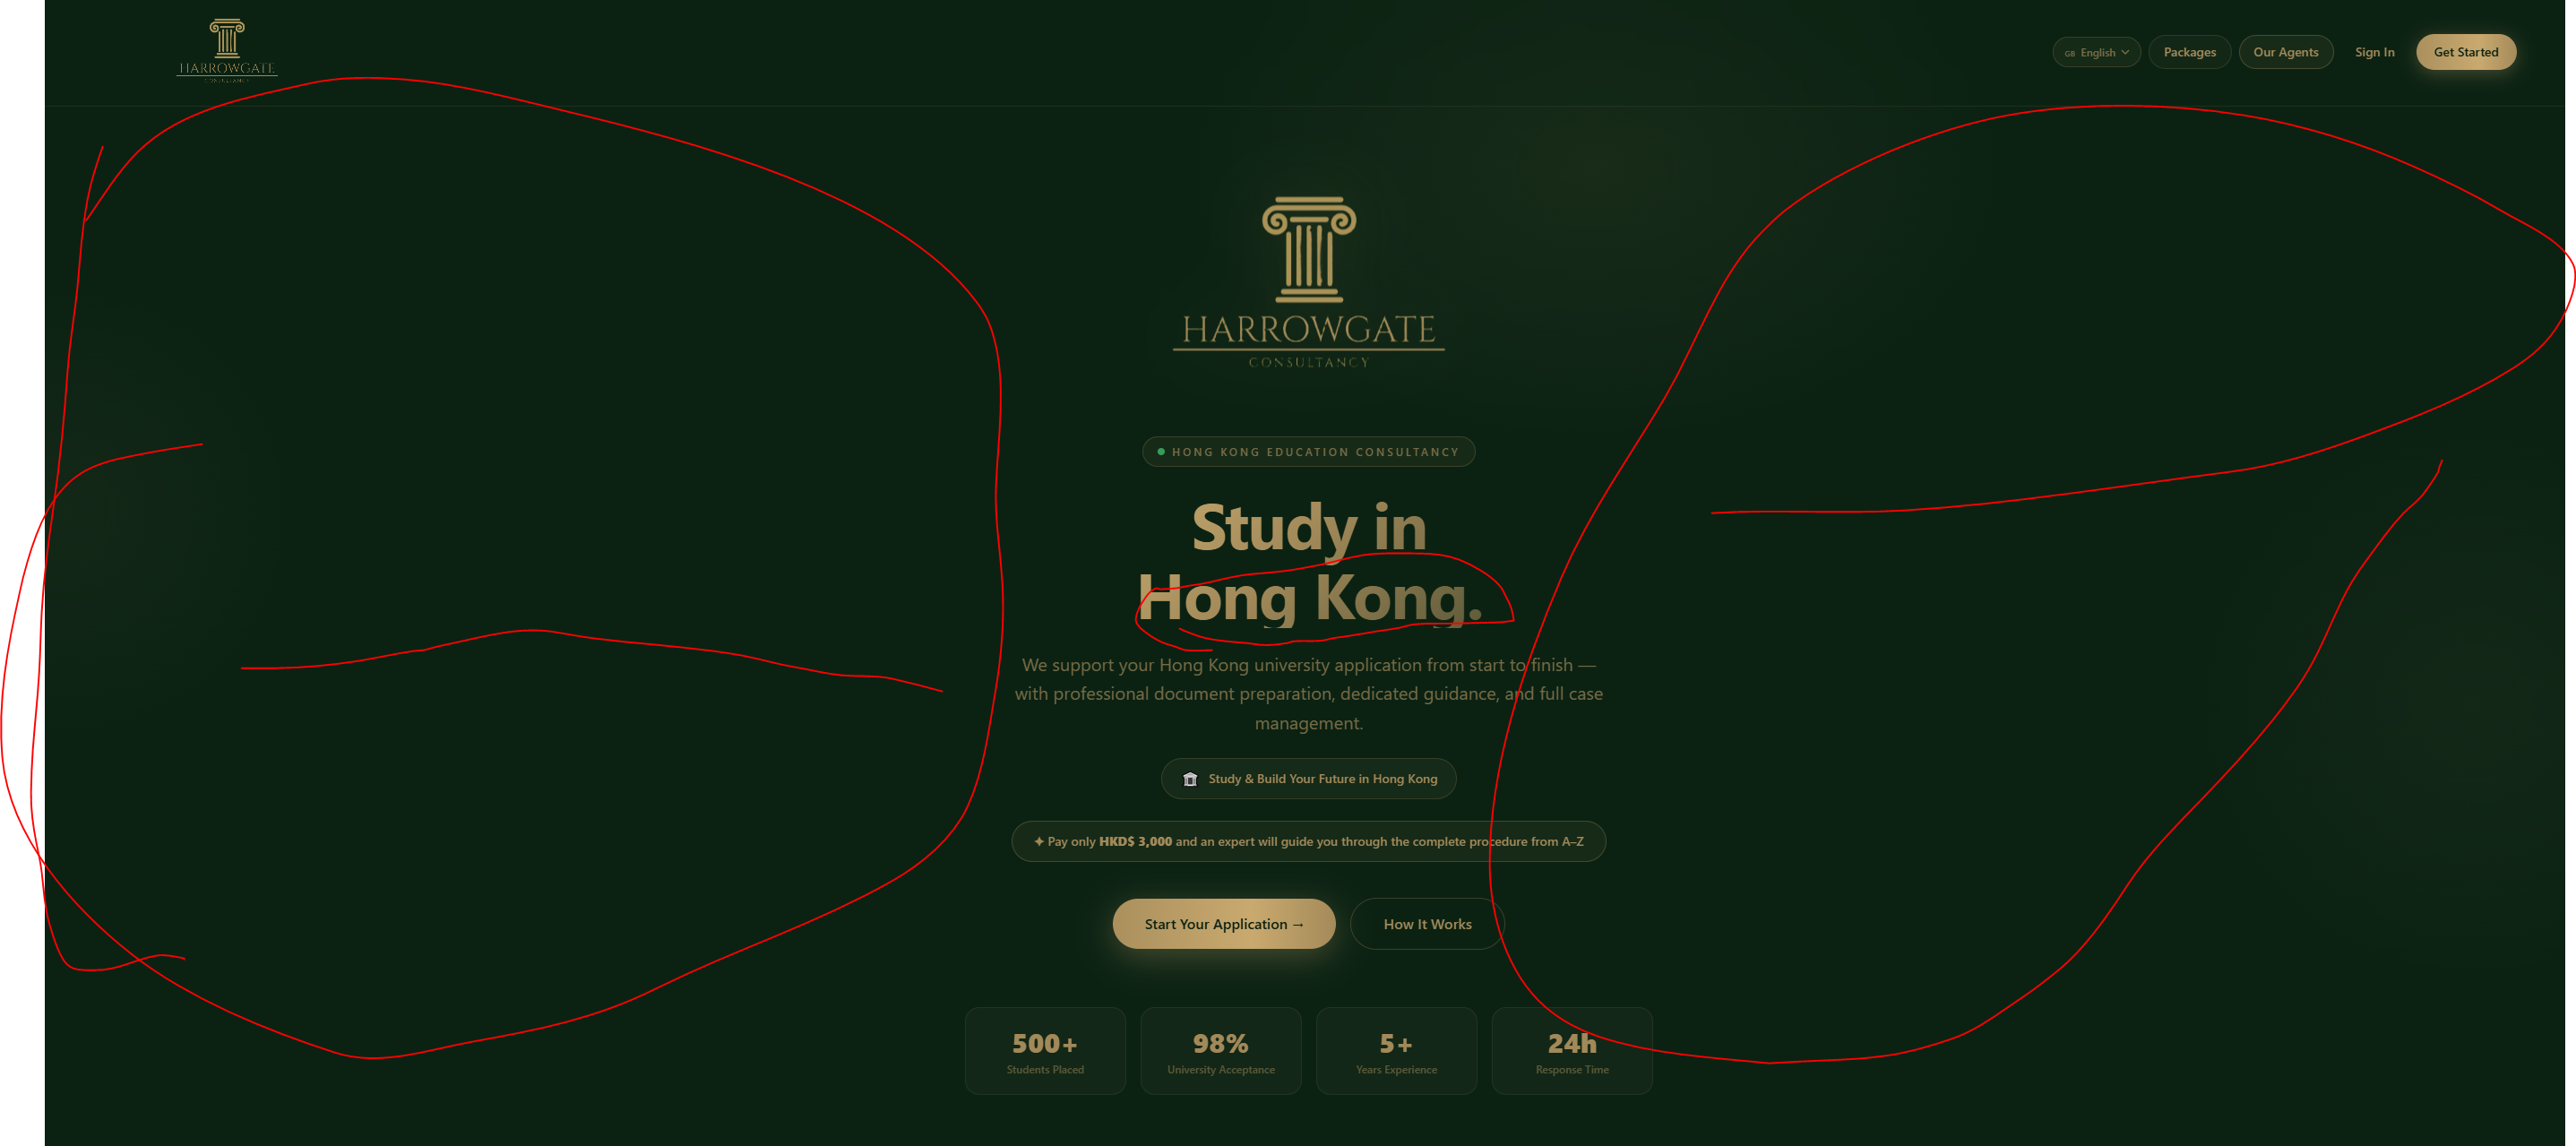 HARROWGATE
CONSULTANCY
GB English
Packages
Our Agents
Sign In
Get Started
HARROWGATE
CONSULTANCY
HONG KONG EDUCATION CONSULTANCY
Study in
Hong Kong.
We support your Hong Kong university application from start to finish —
with professional document preparation, dedicated guidance, and full case
management.
Study & Build Your Future in Hong Kong
✦ Pay only HKD$ 3,000 and an expert will guide you through the complete procedure from A–Z
Start Your Application →
How It Works
500+
Students Placed
98%
University Acceptance
5+
Years Experience
24h
Response Time